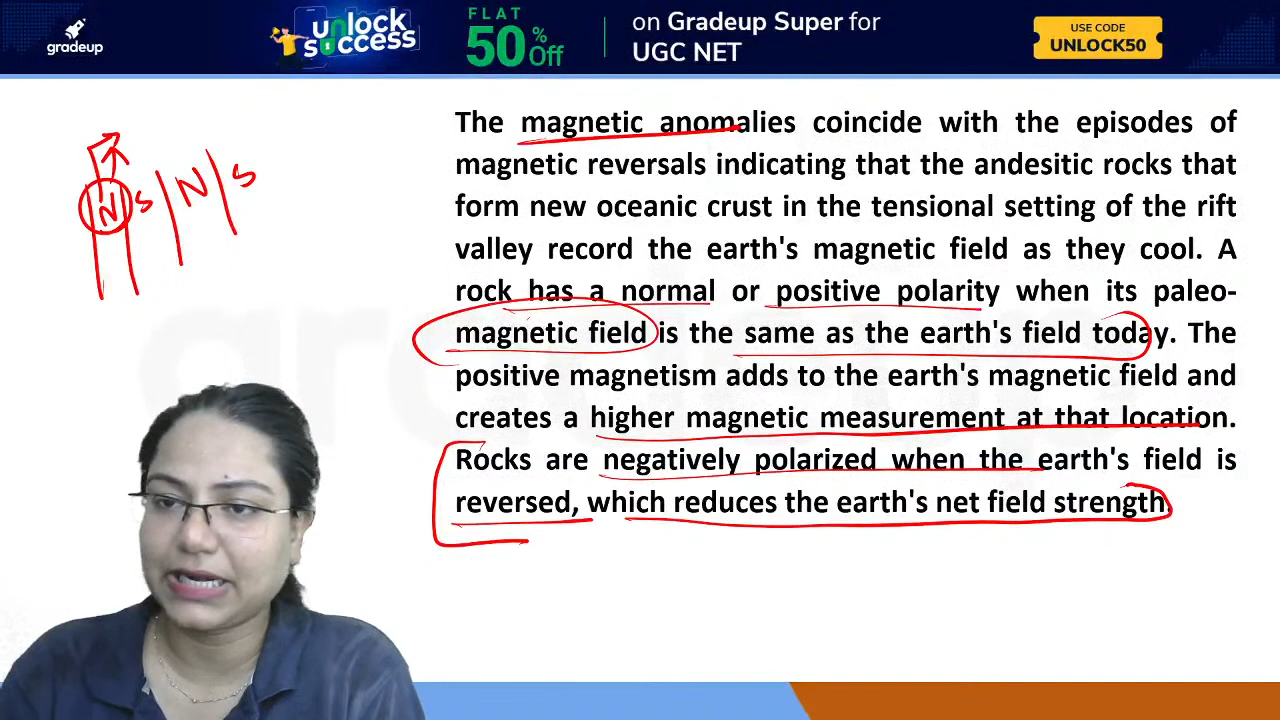 gradeup
unlock
success
FLAT
50% Off
on Gradeup Super for
UGC NET
USE CODE
UNLOCK50
N S N S
The magnetic anomalies coincide with the episodes of
magnetic reversals indicating that the andesitic rocks that
form new oceanic crust in the tensional setting of the rift
valley record the earth's magnetic field as they cool. A
rock has a normal or positive polarity when its paleo-
magnetic field is the same as the earth's field today. The
positive magnetism adds to the earth's magnetic field and
creates a higher magnetic measurement at that location.
Rocks are negatively polarized when the earth's field is
reversed, which reduces the earth's net field strength.